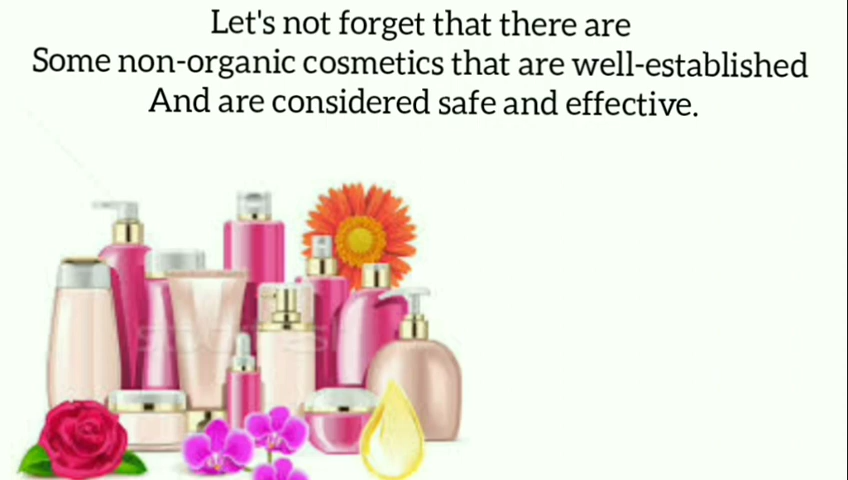 Let's not forget that there are
Some non-organic cosmetics that are well-established
And are considered safe and effective.